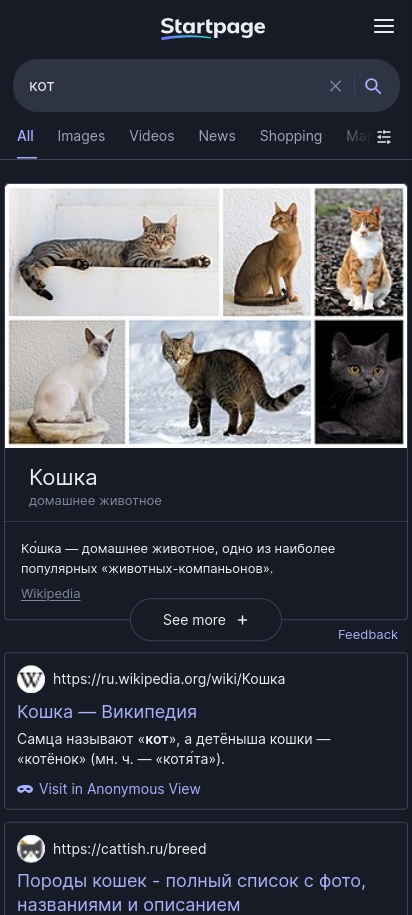 Startpage
кот
All Images Videos News Shopping
Кошка
домашнее животное
Ко́шка — домашнее животное, одно из наиболее
популярных «животных-компаньонов».
Wikipedia
See more +
Feedback
W https://ru.wikipedia.org/wiki/Кошка
Кошка — Википедия
Самца называют «кот», а детёныша кошки —
«котёнок» (мн. ч. — «котя́та»).
Visit in Anonymous View
https://cattish.ru/breed
Породы кошек - полный список с фото,
названиями и описанием